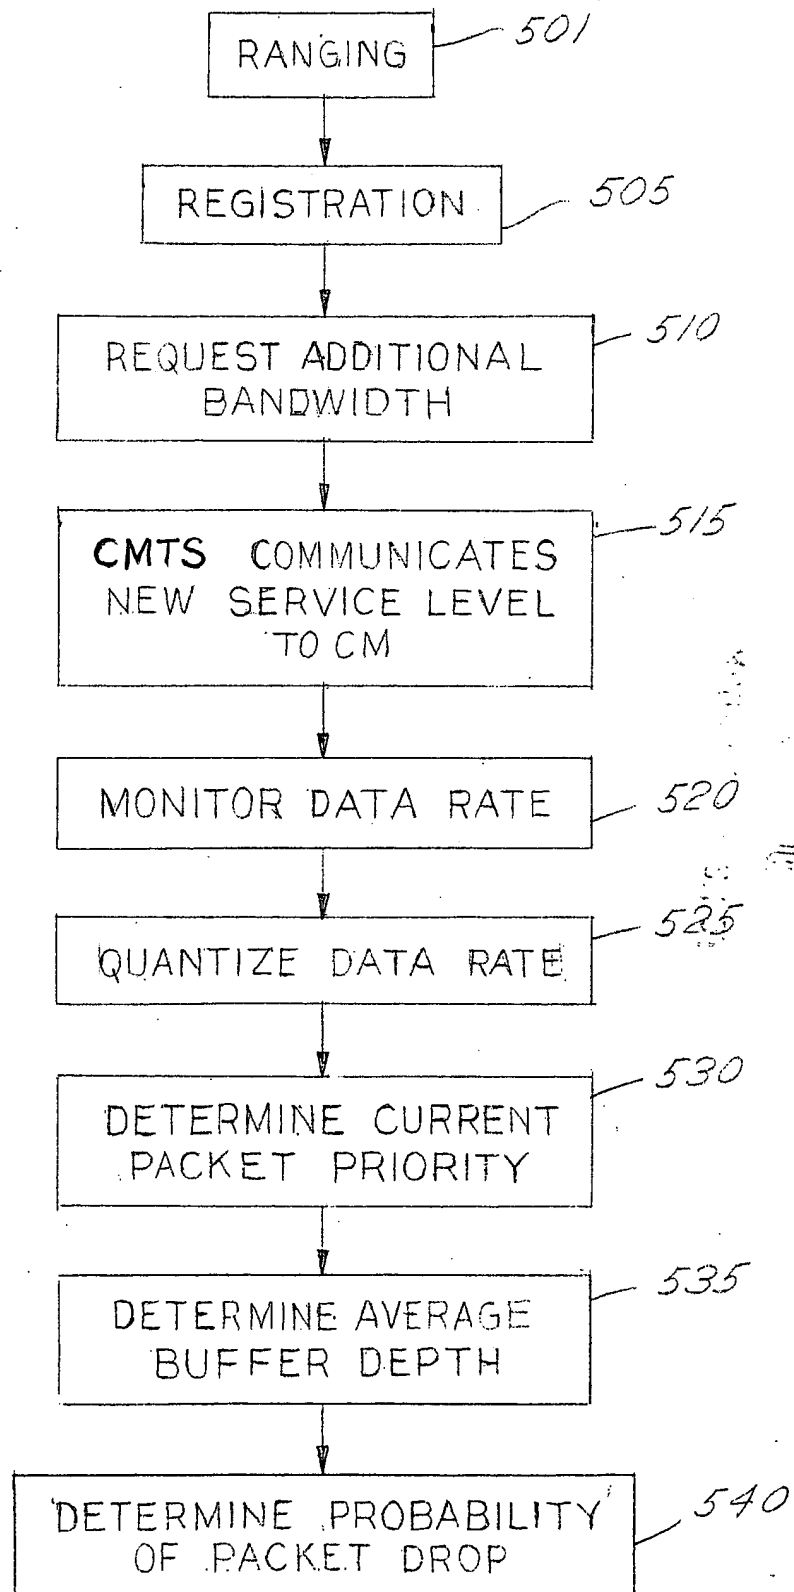 RANGING
501
REGISTRATION
505
REQUEST ADDITIONAL
BANDWIDTH
510
CMTS COMMUNICATES
NEW SERVICE LEVEL
TO CM
515
MONITOR DATA RATE
520
QUANTIZE DATA RATE
525
DETERMINE CURRENT
PACKET PRIORITY
530
DETERMINE AVERAGE
BUFFER DEPTH
535
DETERMINE PROBABILITY
OF PACKET DROP
540